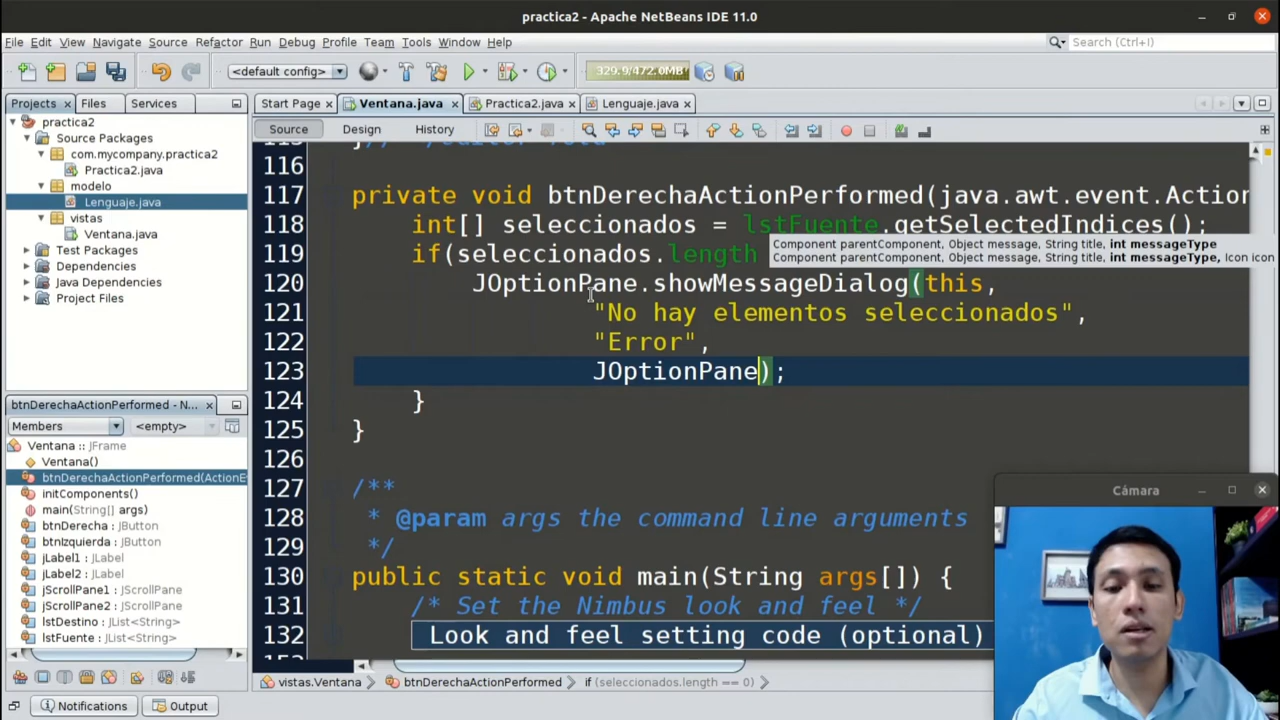 practica2 - Apache NetBeans IDE 11.0
File Edit View Navigate Source Refactor Run Debug Profile Team Tools Window Help
Search (Ctrl+I)
<default config>
329.9/472.0MB
Projects Files Services
Start Page Ventana.java Practica2.java Lenguaje.java
Source Design History
practica2
Source Packages
com.mycompany.practica2
Practica2.java
modelo
Lenguaje.java
vistas
Ventana.java
Test Packages
Dependencies
Java Dependencies
Project Files
btnDerechaActionPerformed - N...
Members <empty>
Ventana :: JFrame
Ventana()
btnDerechaActionPerformed(ActionE
initComponents()
main(String[] args)
btnDerecha : JButton
btnIzquierda : JButton
jLabel1 : JLabel
jLabel2 : JLabel
jScrollPane1 : JScrollPane
jScrollPane2 : JScrollPane
lstDestino : JList<String>
lstFuente : JList<String>
116
117 private void btnDerechaActionPerformed(java.awt.event.Action
118 int[] seleccionados = lstFuente.getSelectedIndices();
119 if(seleccionados.length
Component parentComponent, Object message, String title, int messageType
Component parentComponent, Object message, String title, int messageType, Icon icon
120 JOptionPane.showMessageDialog(this,
121 "No hay elementos seleccionados",
122 "Error",
123 JOptionPane);
124 }
125 }
126
127 /**
128 * @param args the command line arguments
129 */
130 public static void main(String args[]) {
131 /* Set the Nimbus look and feel */
132 Look and feel setting code (optional)
Cámara
vistas.Ventana btnDerechaActionPerformed if (seleccionados.length == 0)
Notifications Output